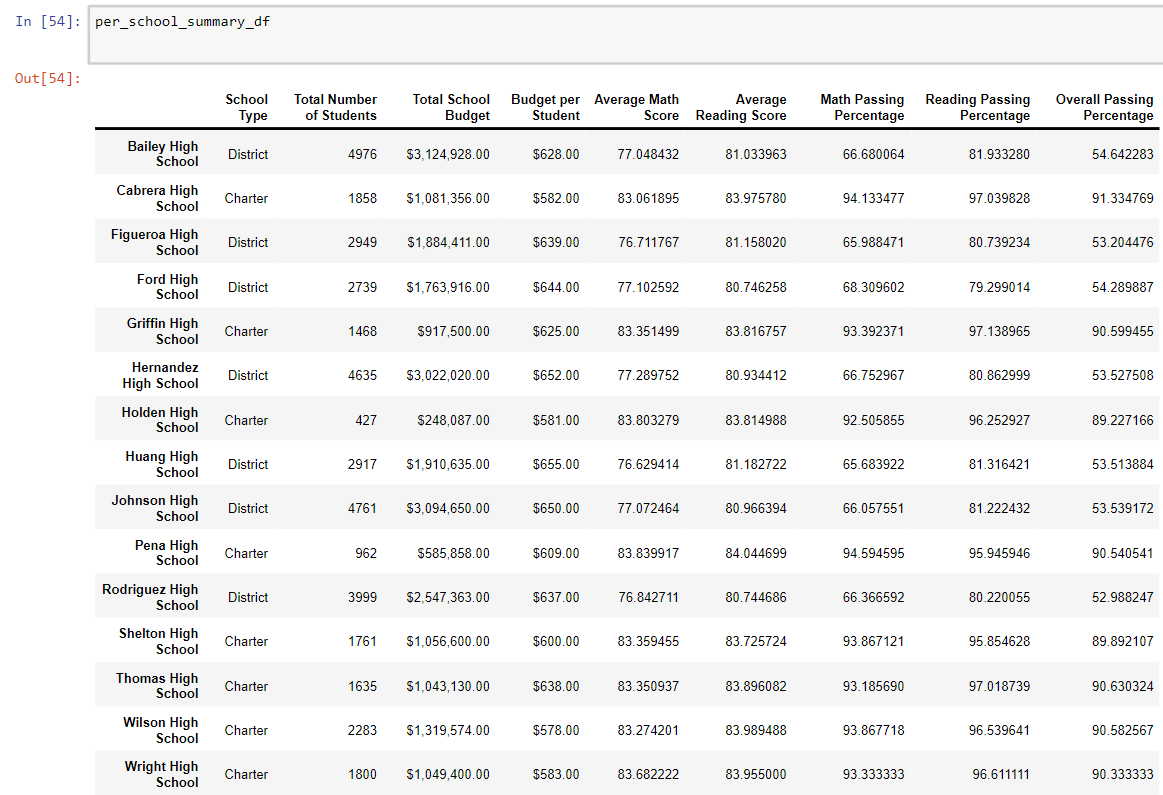 In [54]: per_school_summary_df
Out[54]:
School Total Number Total School Budget per Average Math Average Math Passing Reading Passing Overall Passing
Type of Students Budget Student Score Reading Score Percentage Percentage Percentage
Bailey High
School District 4976 $3,124,928.00 $628.00 77.048432 81.033963 66.680064 81.933280 54.642283
Cabrera High
School Charter 1858 $1,081,356.00 $582.00 83.061895 83.975780 94.133477 97.039828 91.334769
Figueroa High
School District 2949 $1,884,411.00 $639.00 76.711767 81.158020 65.988471 80.739234 53.204476
Ford High
School District 2739 $1,763,916.00 $644.00 77.102592 80.746258 68.309602 79.299014 54.289887
Griffin High
School Charter 1468 $917,500.00 $625.00 83.351499 83.816757 93.392371 97.138965 90.599455
Hernandez
High School District 4635 $3,022,020.00 $652.00 77.289752 80.934412 66.752967 80.862999 53.527508
Holden High
School Charter 427 $248,087.00 $581.00 83.803279 83.814988 92.505855 96.252927 89.227166
Huang High
School District 2917 $1,910,635.00 $655.00 76.629414 81.182722 65.683922 81.316421 53.513884
Johnson High
School District 4761 $3,094,650.00 $650.00 77.072464 80.966394 66.057551 81.222432 53.539172
Pena High
School Charter 962 $585,858.00 $609.00 83.839917 84.044699 94.594595 95.945946 90.540541
Rodriguez High
School District 3999 $2,547,363.00 $637.00 76.842711 80.744686 66.366592 80.220055 52.988247
Shelton High
School Charter 1761 $1,056,600.00 $600.00 83.359455 83.725724 93.867121 95.854628 89.892107
Thomas High
School Charter 1635 $1,043,130.00 $638.00 83.350937 83.896082 93.185690 97.018739 90.630324
Wilson High
School Charter 2283 $1,319,574.00 $578.00 83.274201 83.989488 93.867718 96.539641 90.582567
Wright High
School Charter 1800 $1,049,400.00 $583.00 83.682222 83.955000 93.333333 96.611111 90.333333